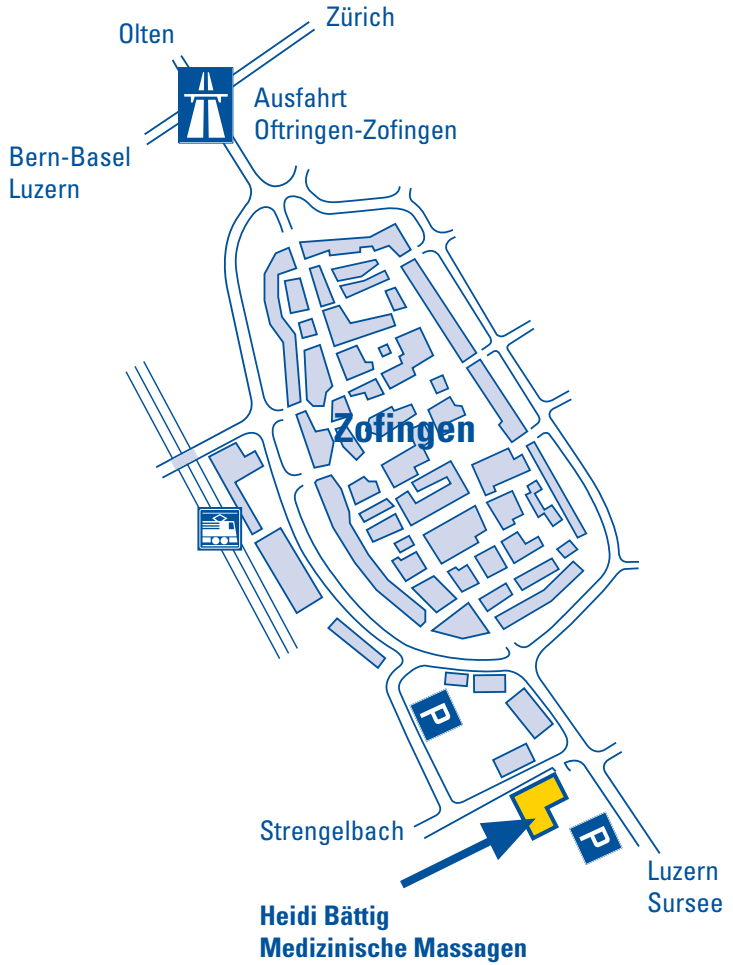 Zürich
Olten
Ausfahrt
Oftringen-Zofingen
Bern-Basel
Luzern
Zofingen
P
Strengelbach
P
Luzern
Sursee
Heidi Bättig
Medizinische Massagen